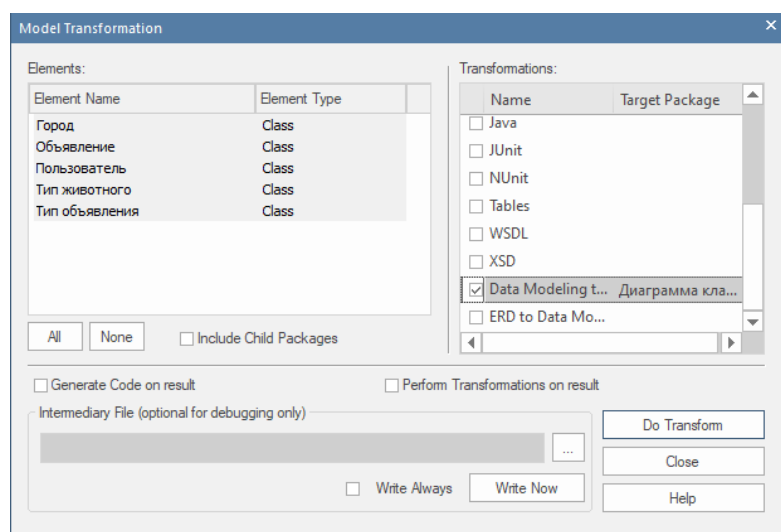 Model Transformation
Elements:
Element Name Element Type
Город Class
Объявление Class
Пользователь Class
Тип животного Class
Тип объявления Class
All None Include Child Packages
Transformations:
Name Target Package
Java
JUnit
NUnit
Tables
WSDL
XSD
Data Modeling t... Диаграмма кла...
ERD to Data Mo...
Generate Code on result Perform Transformations on result
Intermediary File (optional for debugging only)
...
Write Always Write Now
Do Transform
Close
Help